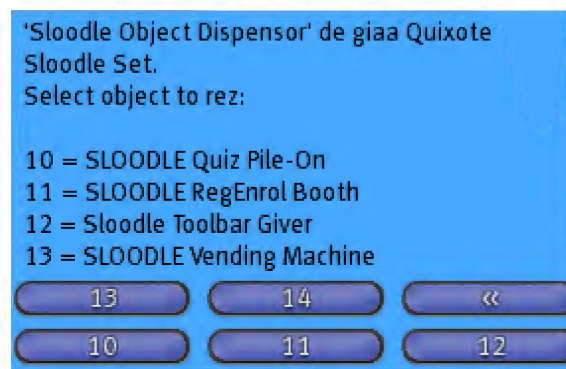 'Sloodle Object Dispensor' de giaa Quixote
Sloodle Set.
Select object to rez:
10 = SLOODLE Quiz Pile-On
11 = SLOODLE RegEnrol Booth
12 = Sloodle Toolbar Giver
13 = SLOODLE Vending Machine
13 14 «
10 11 12